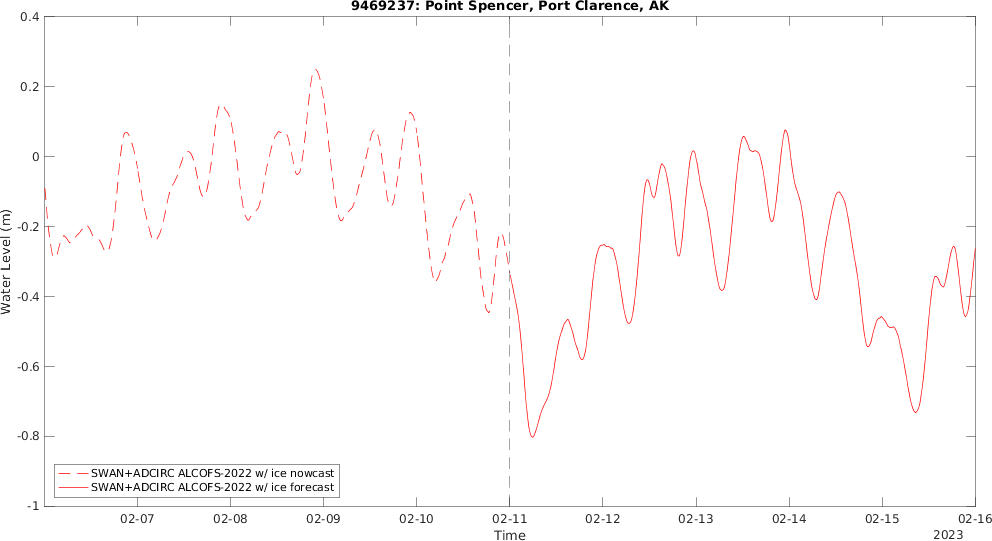 9469237: Point Spencer, Port Clarence, AK
0.4
0.2
0
-0.2
-0.4
-0.6
-0.8
-1
Water Level (m)
SWAN+ADCIRC ALCOFS-2022 w/ ice nowcast
SWAN+ADCIRC ALCOFS-2022 w/ ice forecast
02-07 02-08 02-09 02-10 02-11 02-12 02-13 02-14 02-15 02-16
Time
2023